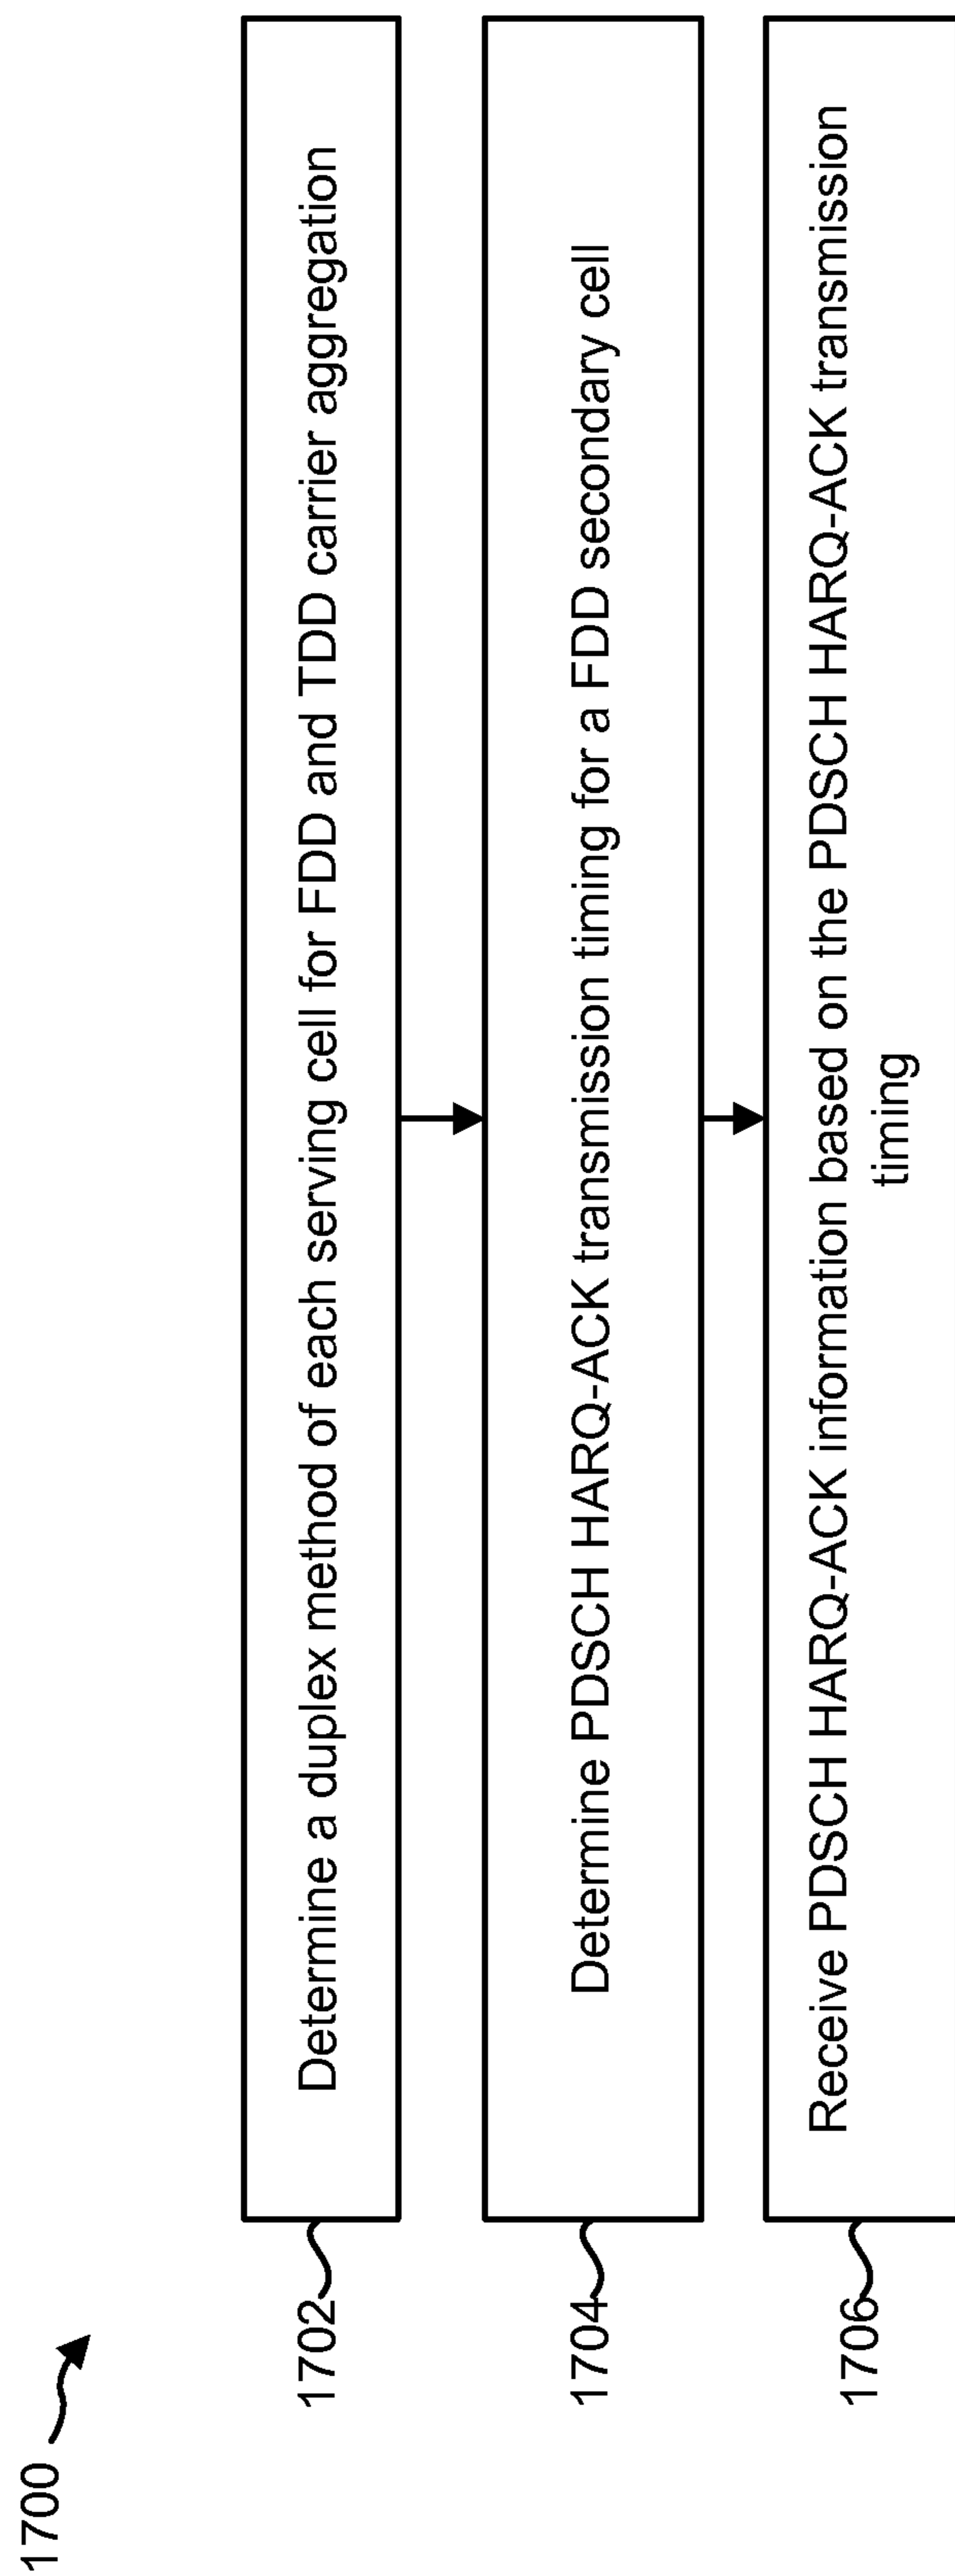 1700
1702
Determine a duplex method of each serving cell for FDD and TDD carrier aggregation
1704
Determine PDSCH HARQ-ACK transmission timing for a FDD secondary cell
1706
Receive PDSCH HARQ-ACK information based on the PDSCH HARQ-ACK transmission
timing